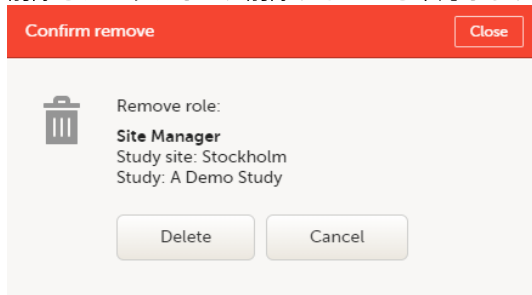 Confirm remove
Close
Remove role:
Site Manager
Study site: Stockholm
Study: A Demo Study
Delete
Cancel